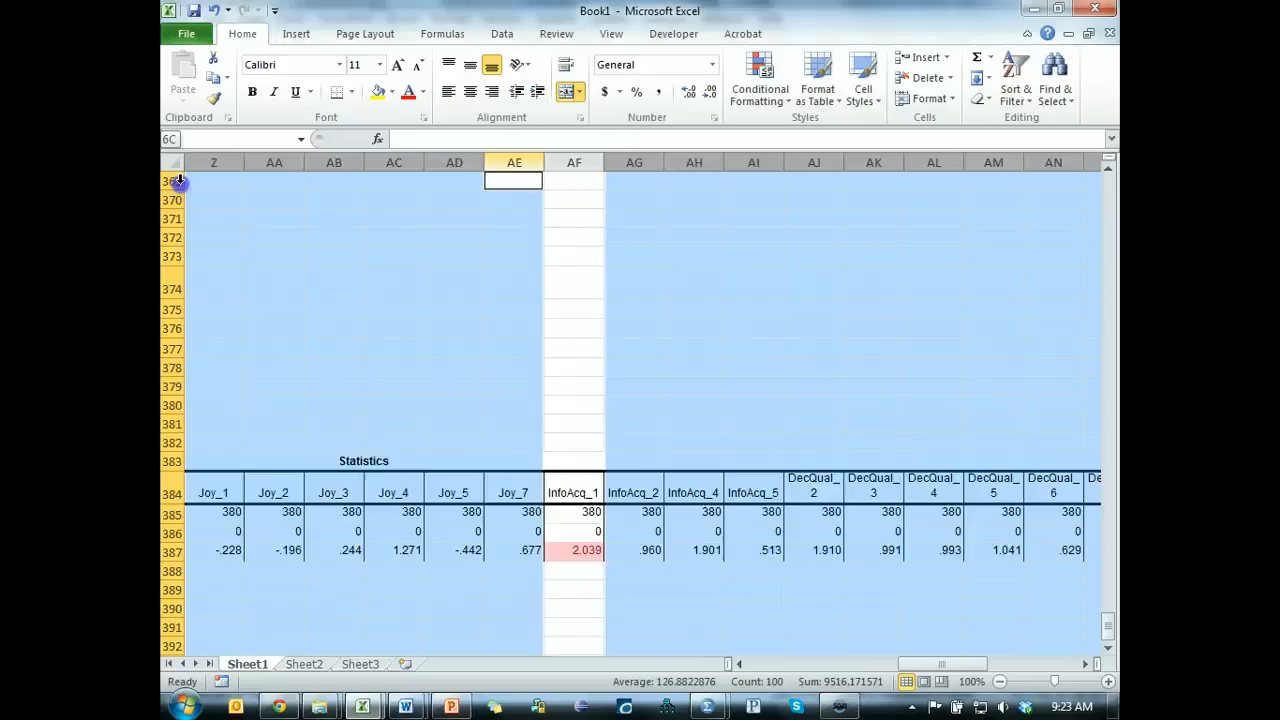 Book1 - Microsoft Excel
File Home Insert Page Layout Formulas Data Review View Developer Acrobat
Paste Calibri 11 General Conditional Formatting Format as Table Cell Styles Insert Delete Format Sort & Filter Find & Select
Clipboard Font Alignment Number Styles Cells Editing
6C fx
Z AA AB AC AD AE AF AG AH AI AJ AK AL AM AN
370
371
372
373
374
375
376
377
378
379
380
381
382
383 Statistics
384 Joy_1 Joy_2 Joy_3 Joy_4 Joy_5 Joy_7 InfoAcq_1 InfoAcq_2 InfoAcq_4 InfoAcq_5 DecQual_2 DecQual_3 DecQual_4 DecQual_5 DecQual_6 De
385 380 380 380 380 380 380 380 380 380 380 380 380 380 380 380
386 0 0 0 0 0 0 0 0 0 0 0 0 0 0 0
387 -.228 -.196 .244 1.271 -.442 .677 2.039 .960 1.901 .513 1.910 .991 .993 1.041 .629
388
389
390
391
392
Sheet1 Sheet2 Sheet3
Ready Average: 126.8822876 Count: 100 Sum: 9516.171571 100%
9:23 AM